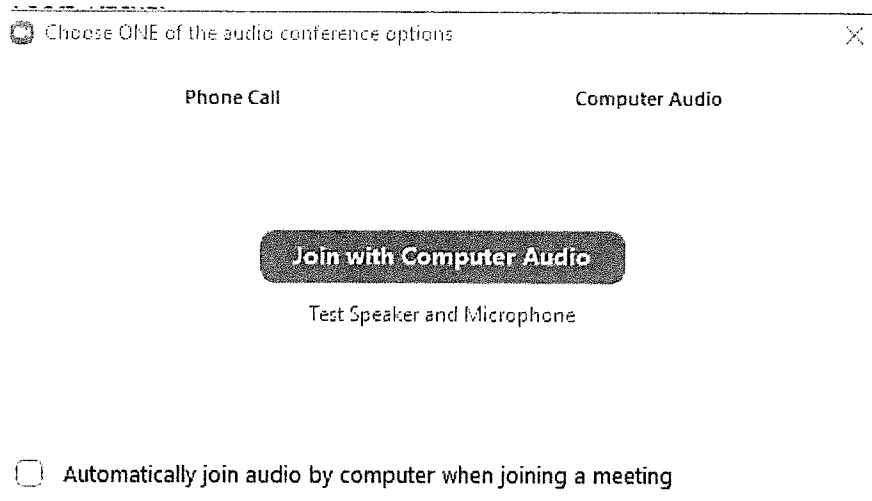 Choose ONE of the audio conference options
Phone Call Computer Audio
Join with Computer Audio
Test Speaker and Microphone
Automatically join audio by computer when joining a meeting